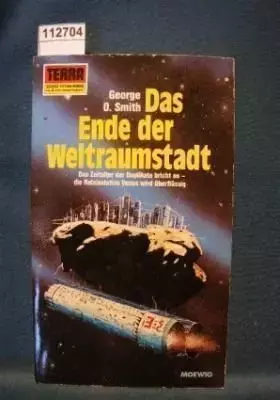 112704
TERRA
George
O. Smith
Das
Ende der
Weltraumstadt
Das Zeitalter der Duplikate bricht an –
die Relaisstation Venus wird überflüssig
MOEWIG